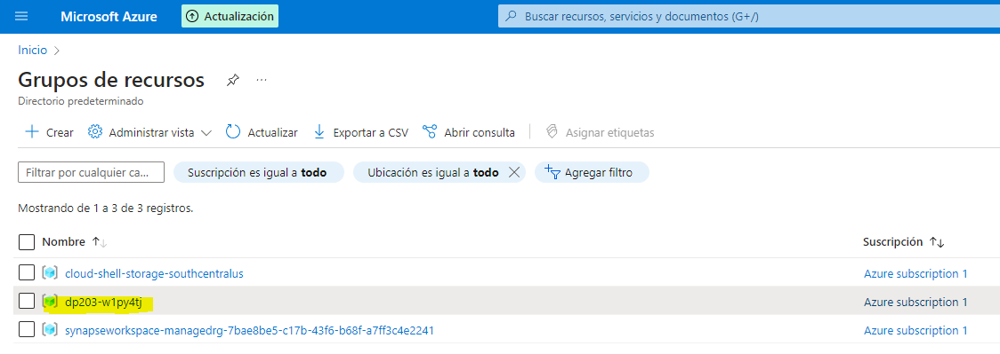 Microsoft Azure Actualización Buscar recursos, servicios y documentos (G+/)
Inicio >
Grupos de recursos ...
Directorio predeterminado
+ Crear Administrar vista Actualizar Exportar a CSV Abrir consulta Asignar etiquetas
Filtrar por cualquier ca... Suscripción es igual a todo Ubicación es igual a todo Agregar filtro
Mostrando de 1 a 3 de 3 registros.
Nombre ↑↓ Suscripción ↑↓
cloud-shell-storage-southcentralus Azure subscription 1
dp203-w1py4tj Azure subscription 1
synapseworkspace-managedrg-7bae8be5-c17b-43f6-b68f-a7ff3c4e2241 Azure subscription 1